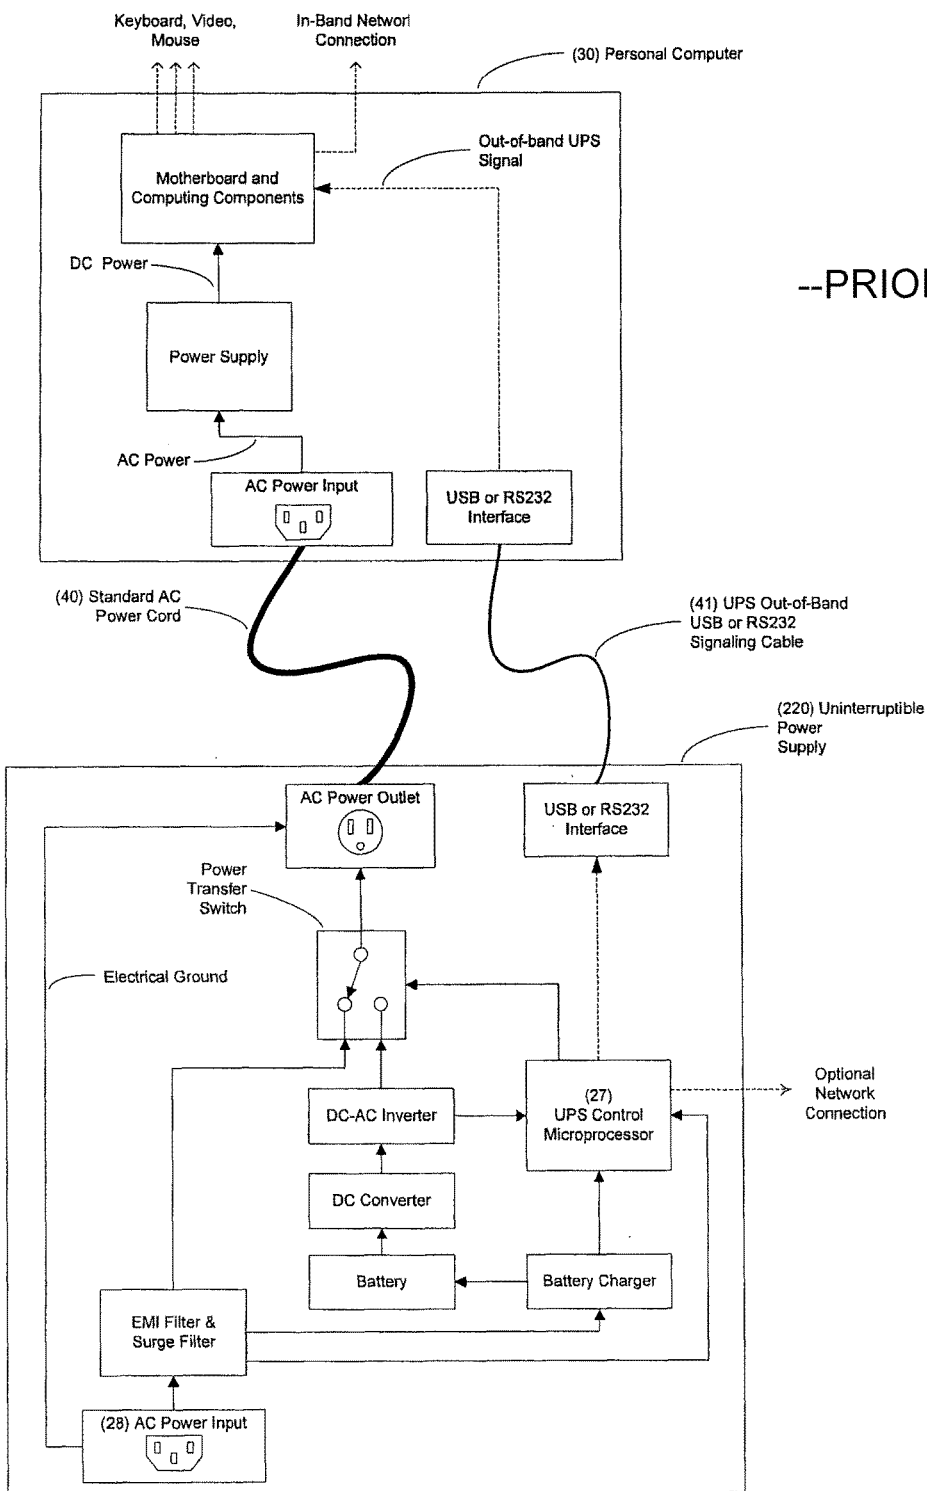 Keyboard, Video,
Mouse
In-Band Network
Connection
(30) Personal Computer
Out-of-band UPS
Signal
Motherboard and
Computing Components
DC Power
--PRIOR
Power Supply
AC Power
AC Power Input
USB or RS232
Interface
(40) Standard AC
Power Cord
(41) UPS Out-of-Band
USB or RS232
Signaling Cable
(220) Uninterruptible
Power
Supply
AC Power Outlet
USB or RS232
Interface
Power
Transfer
Switch
Electrical Ground
(27)
UPS Control
Microprocessor
Optional
Network
Connection
DC-AC Inverter
DC Converter
Battery
Battery Charger
EMI Filter &
Surge Filter
(28) AC Power Input